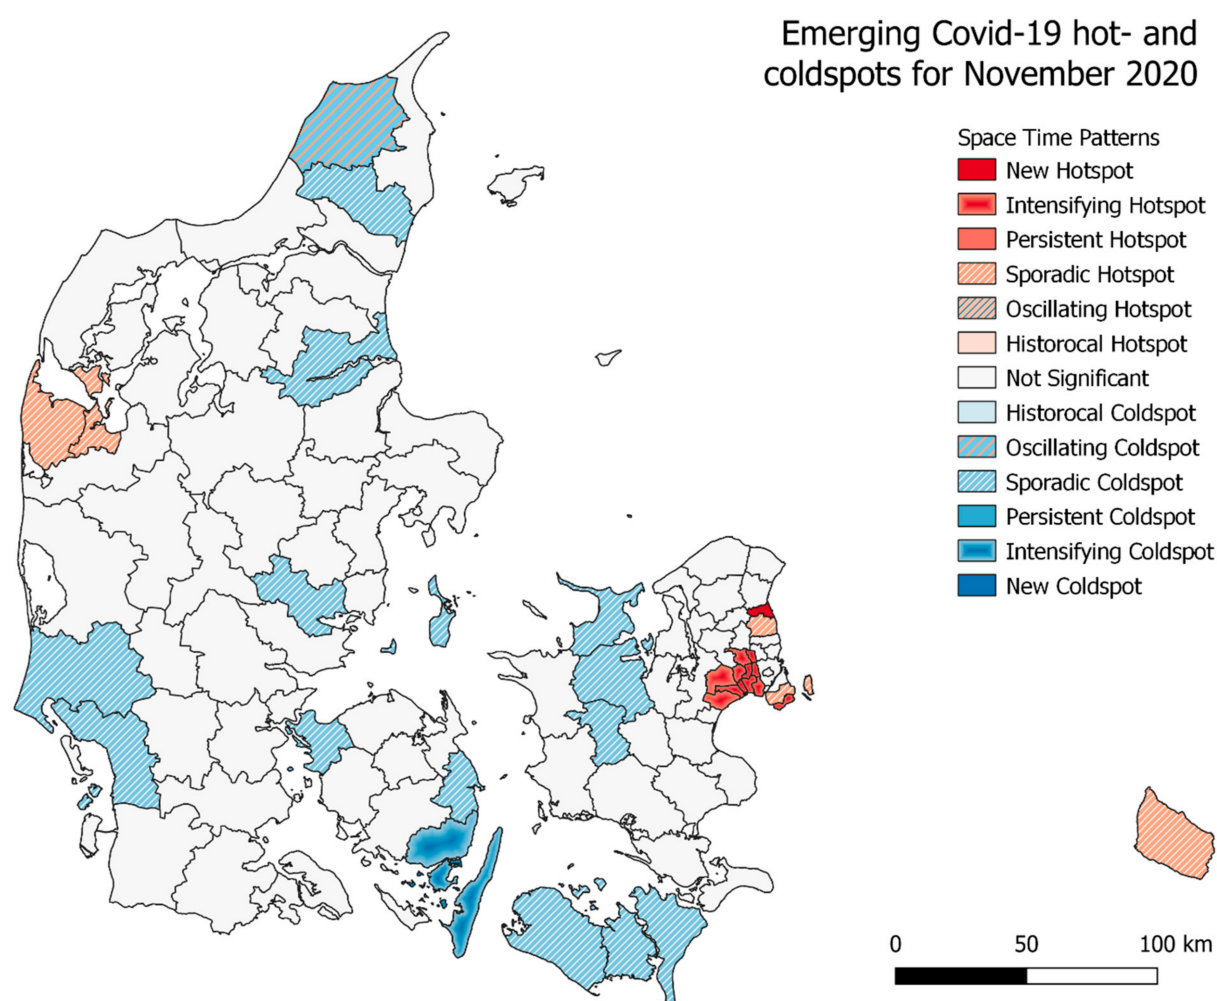 Emerging Covid-19 hot- and
coldspots for November 2020
Space Time Patterns
New Hotspot
Intensifying Hotspot
Persistent Hotspot
Sporadic Hotspot
Oscillating Hotspot
Historocal Hotspot
Not Significant
Historocal Coldspot
Oscillating Coldspot
Sporadic Coldspot
Persistent Coldspot
Intensifying Coldspot
New Coldspot
0 50 100 km